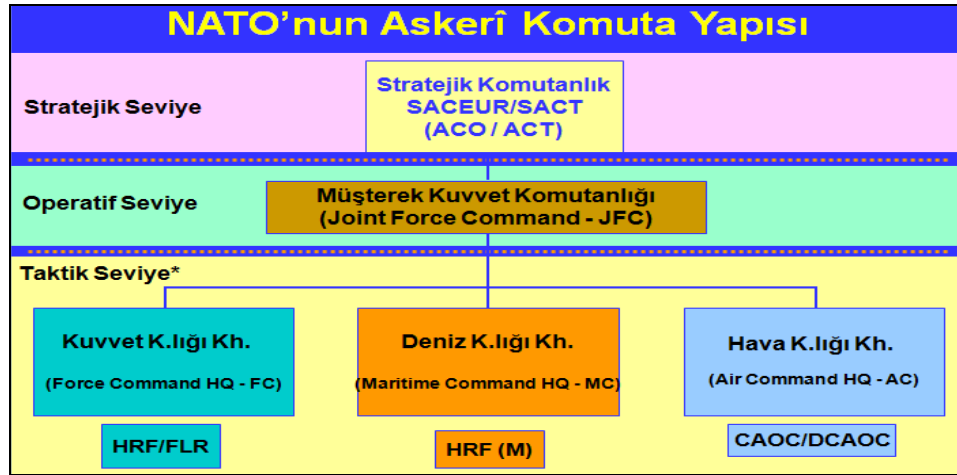 NATO’nun Askerî Komuta Yapısı
Stratejik Seviye
Stratejik Komutanlık
SACEUR/SACT
(ACO / ACT)
Operatif Seviye
Müşterek Kuvvet Komutanlığı
(Joint Force Command - JFC)
Taktik Seviye*
Kuvvet K.lığı Kh.
(Force Command HQ - FC)
HRF/FLR
Deniz K.lığı Kh.
(Maritime Command HQ - MC)
HRF (M)
Hava K.lığı Kh.
(Air Command HQ - AC)
CAOC/DCAOC